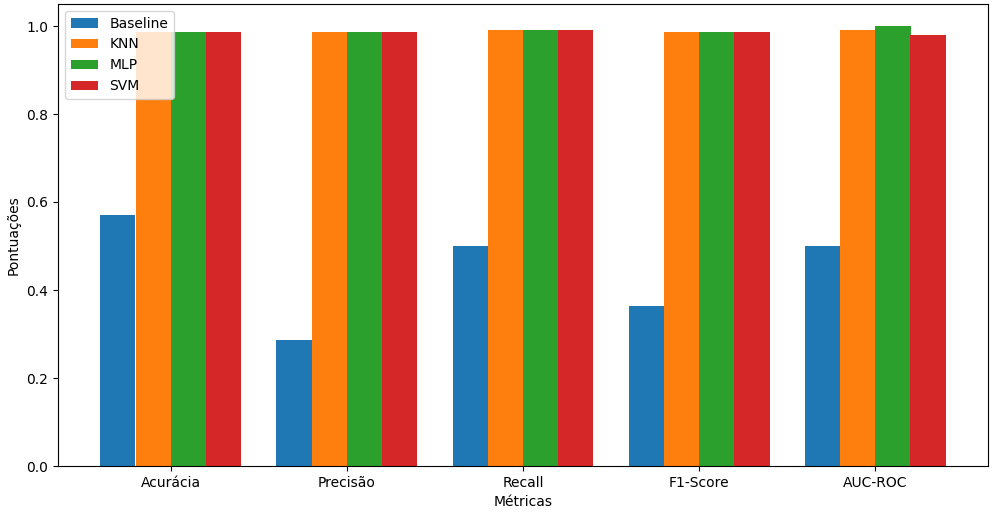 Baseline
KNN
MLP
SVM
1.0
0.8
0.6
0.4
0.2
0.0
Pontuações
Acurácia
Precisão
Recall
F1-Score
AUC-ROC
Métricas